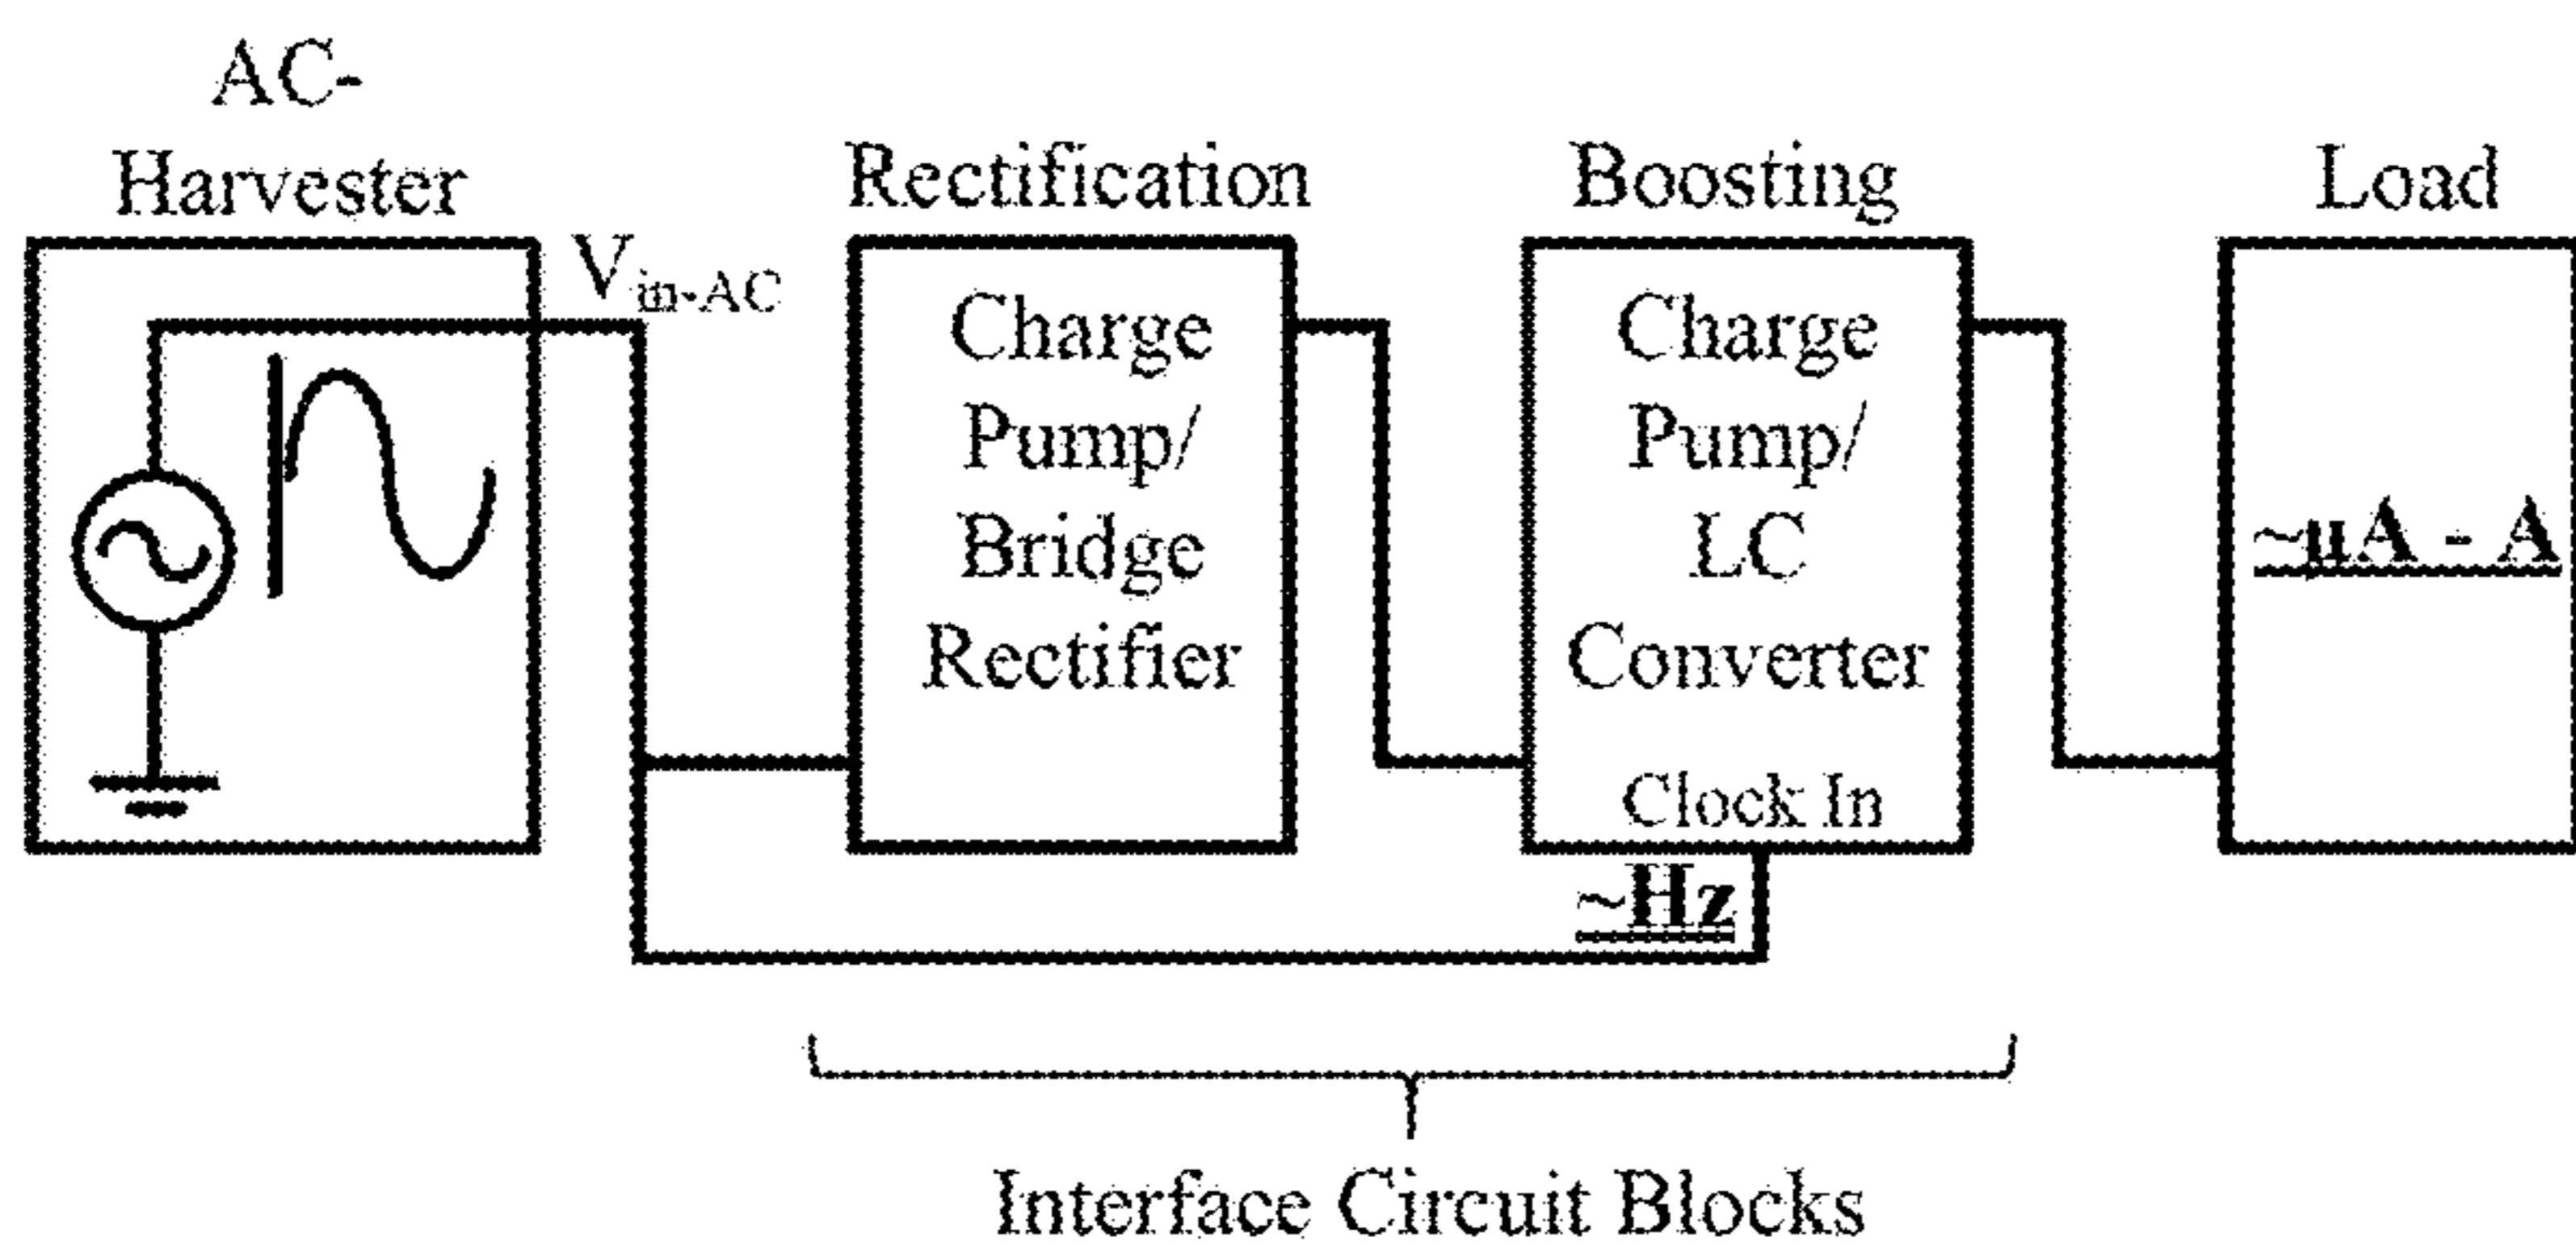 AC-
Harvester
V_in-AC
Rectification
Charge
Pump/
Bridge
Rectifier
Boosting
Charge
Pump/
LC
Converter
Clock In
~Hz
Load
~μA - A
Interface Circuit Blocks